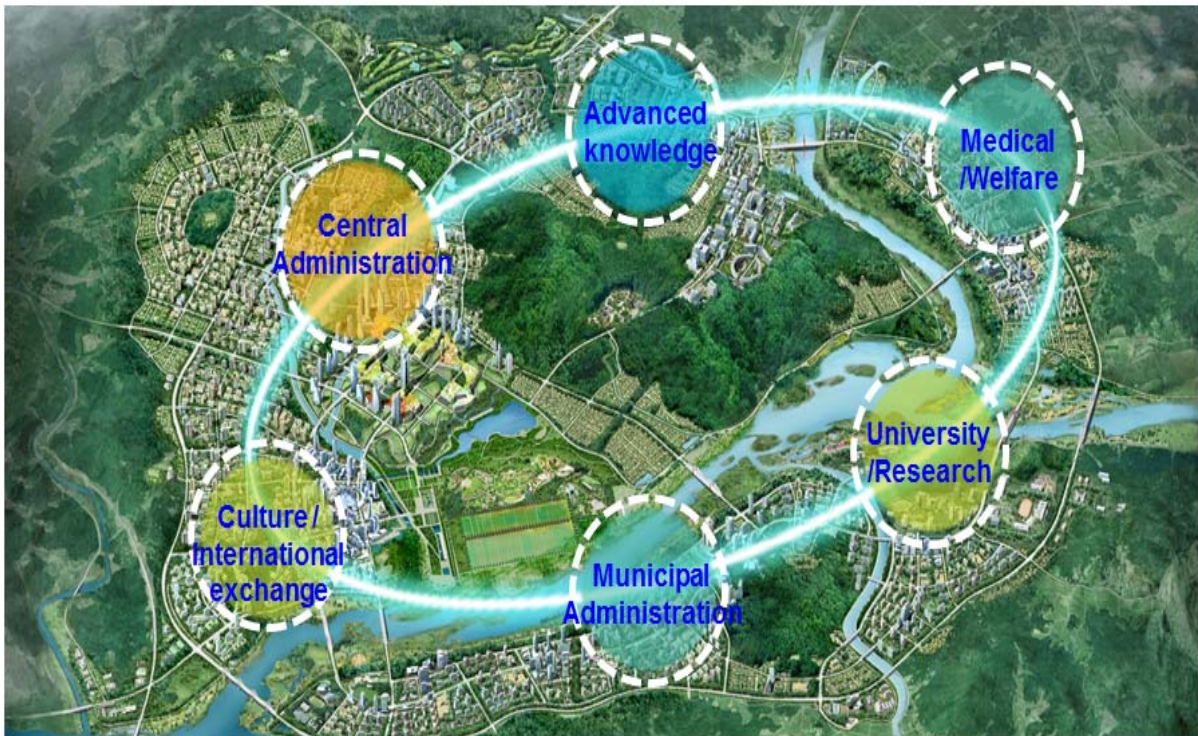 Advanced
knowledge
Medical
/Welfare
Central
Administration
University
/Research
Culture /
International
exchange
Municipal
Administration